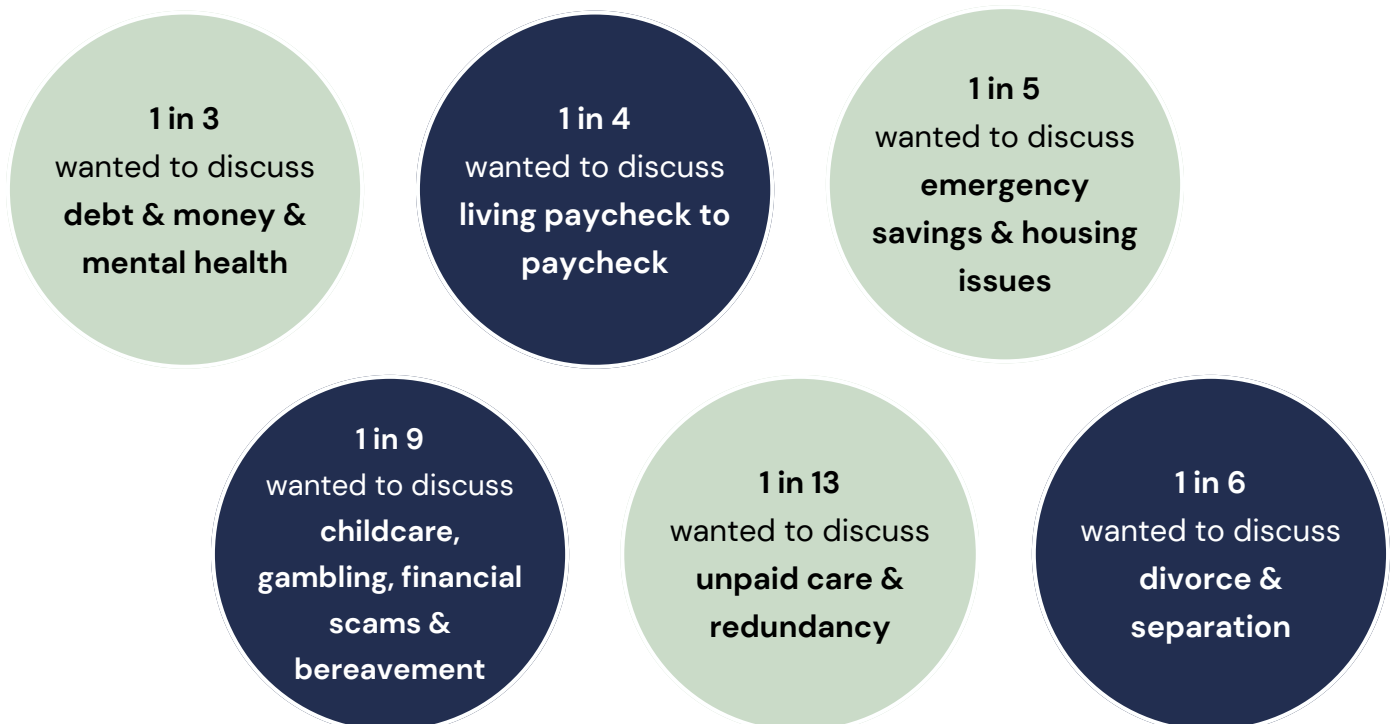 1 in 3
wanted to discuss
debt & money &
mental health
1 in 4
wanted to discuss
living paycheck to
paycheck
1 in 5
wanted to discuss
emergency
savings & housing
issues
1 in 9
wanted to discuss
childcare,
gambling, financial
scams &
bereavement
1 in 13
wanted to discuss
unpaid care &
redundancy
1 in 6
wanted to discuss
divorce &
separation